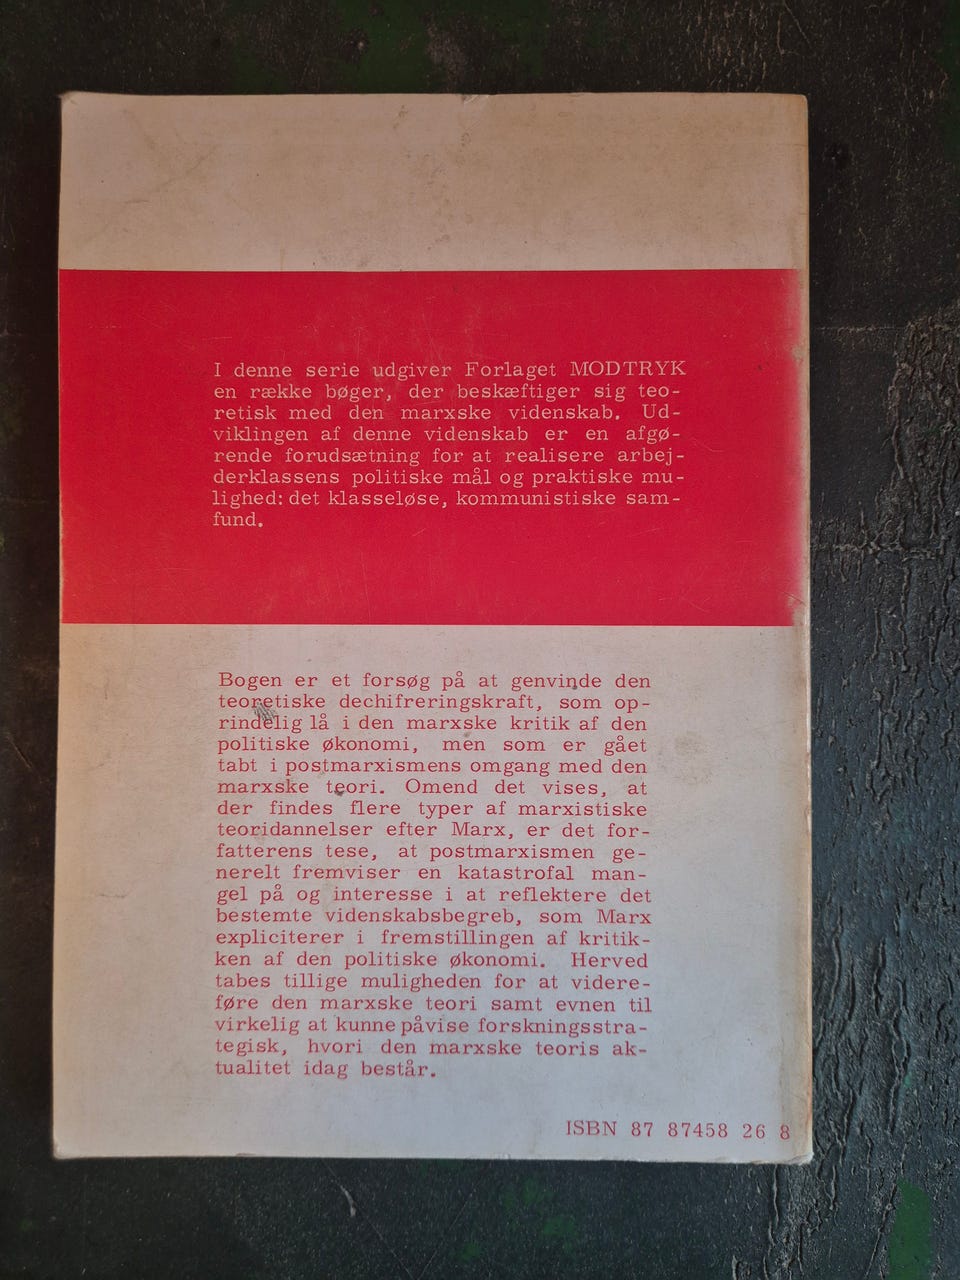 I denne serie udgiver Forlaget MODTRYK
en række bøger, der beskæftiger sig teo-
retisk med den marxske videnskab. Ud-
viklingen af denne videnskab er en afgø-
rende forudsætning for at realisere arbej-
derklassens politiske mål og praktiske mu-
lighed: det klasseløse, kommunistiske sam-
fund.
Bogen er et forsøg på at genvinde den
teoretiske dechifreringskraft, som op-
rindelig lå i den marxske kritik af den
politiske økonomi, men som er gået
tabt i postmarxismens omgang med den
marxske teori. Omend det vises, at
der findes flere typer af marxistiske
teoridannelser efter Marx, er det for-
fatterens tese, at postmarxismen ge-
nerelt fremviser en katastrofal man-
gel på og interesse i at reflektere det
bestemte videnskabsbegreb, som Marx
expliciterer i fremstillingen af kritik-
ken af den politiske økonomi. Herved
tabes tillige muligheden for at videre-
føre den marxske teori samt evnen til
virkelig at kunne påvise forskningsstra-
tegisk, hvori den marxske teoris ak-
tualitet idag består.
ISBN 87 87458 26 8